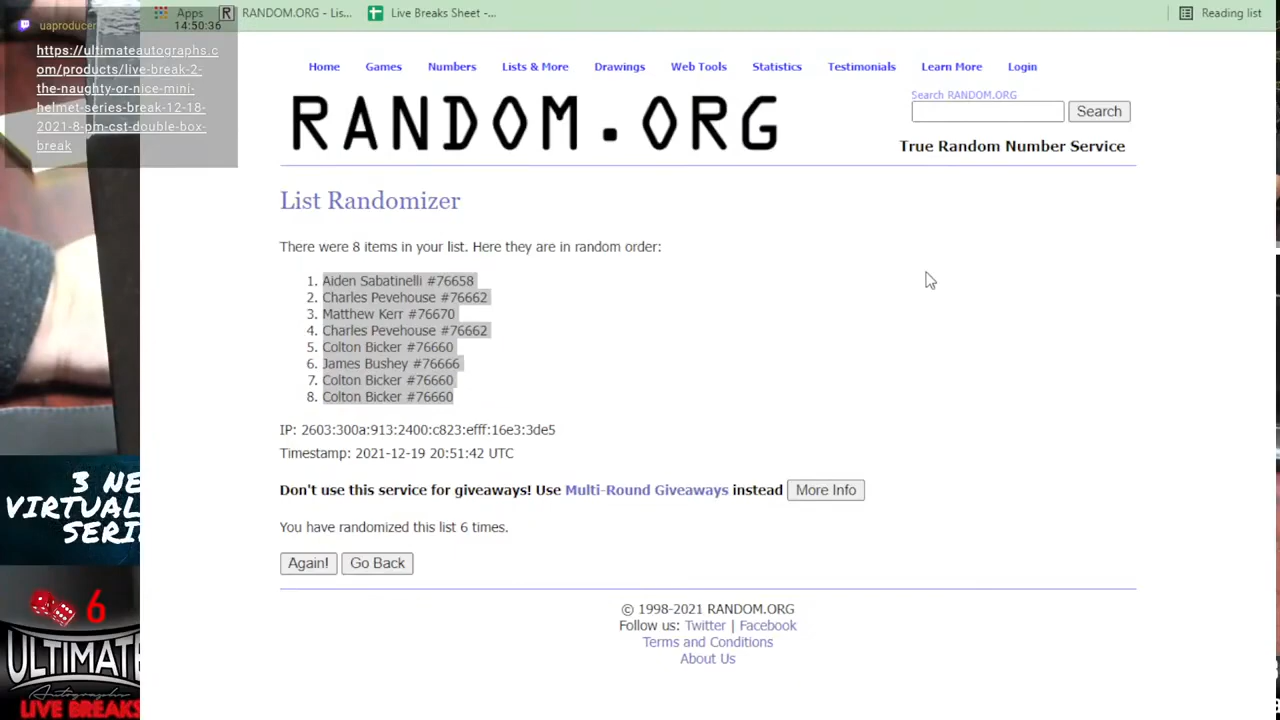 Apps
RANDOM.ORG - Lis...
Live Breaks Sheet -...
Reading list
uaproducer
14:50:36
https://ultimateautographs.c
om/products/live-break-2-
the-naughty-or-nice-mini-
helmet-series-break-12-18-
2021-8-pm-cst-double-box-
break
Home
Games
Numbers
Lists & More
Drawings
Web Tools
Statistics
Testimonials
Learn More
Login
RANDOM.ORG
Search RANDOM.ORG
Search
True Random Number Service
List Randomizer
There were 8 items in your list. Here they are in random order:
1. Aiden Sabatinelli #76658
2. Charles Pevehouse #76662
3. Matthew Kerr #76670
4. Charles Pevehouse #76662
5. Colton Bicker #76660
6. James Bushey #76666
7. Colton Bicker #76660
8. Colton Bicker #76660
IP: 2603:300a:913:2400:c823:efff:16e3:3de5
Timestamp: 2021-12-19 20:51:42 UTC
Don't use this service for giveaways! Use Multi-Round Giveaways instead
More Info
You have randomized this list 6 times.
Again!
Go Back
© 1998-2021 RANDOM.ORG
Follow us: Twitter | Facebook
Terms and Conditions
About Us
3 NE
VIRTUAL
SERI
6
ULTIMATE
Autographs
LIVE BREAKS